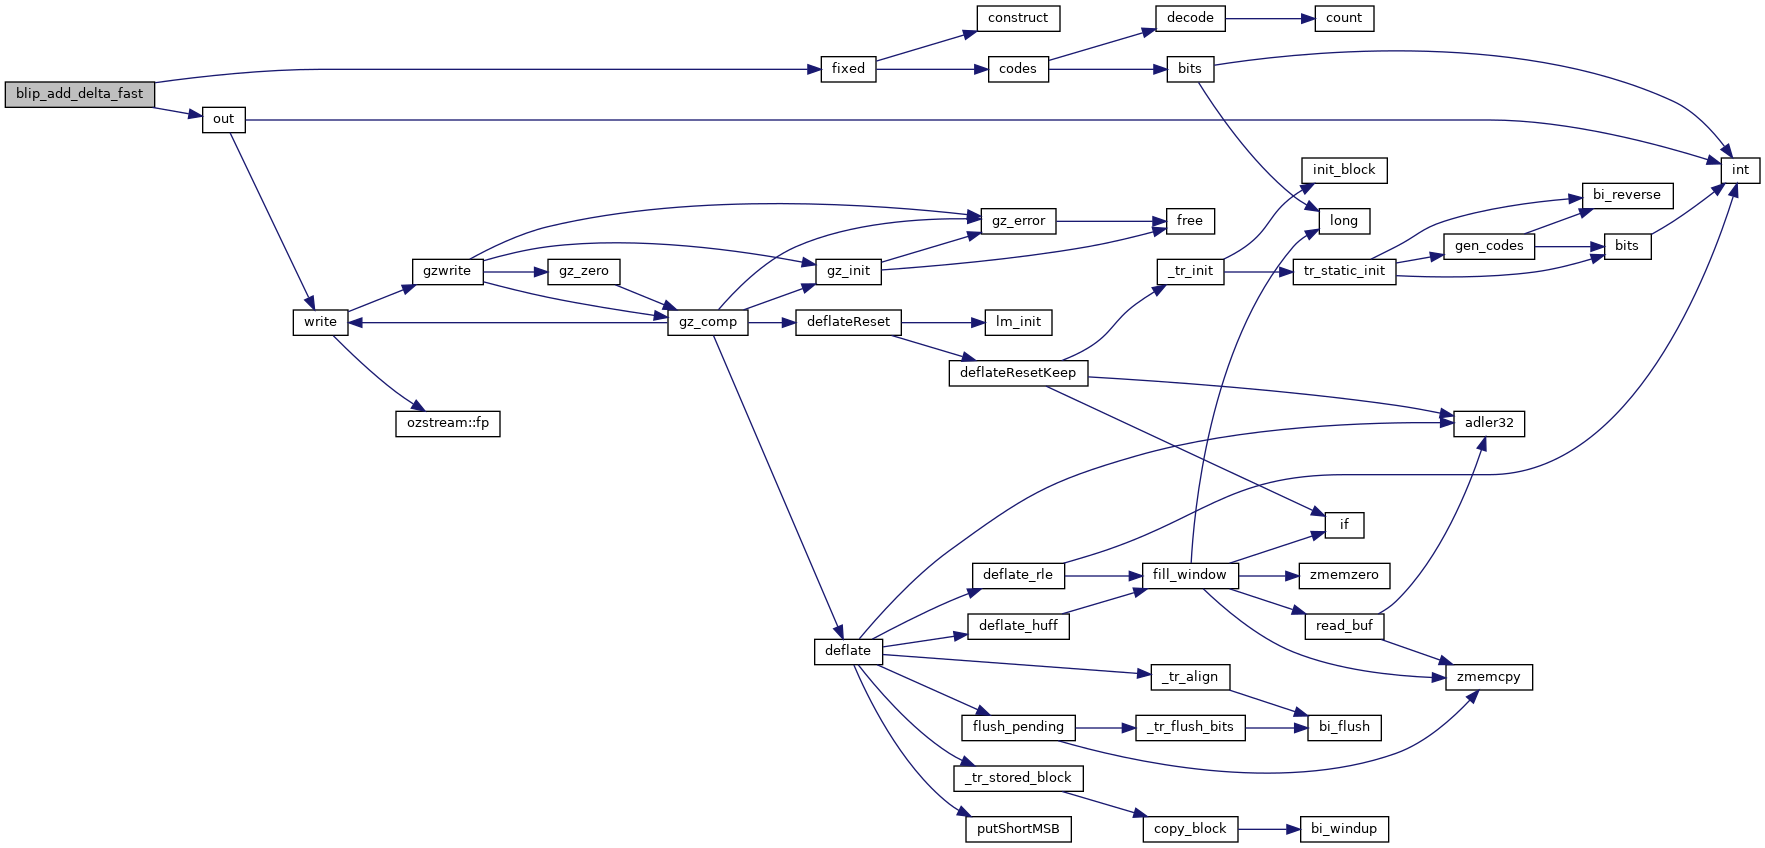 construct
decode
count
fixed
codes
bits
blip_add_delta_fast
out
int
init_block
bi_reverse
gz_error
free
long
gen_codes
bits
gzwrite
gz_zero
gz_init
_tr_init
tr_static_init
write
gz_comp
deflateReset
lm_init
deflateResetKeep
ozstream::fp
adler32
if
deflate_rle
fill_window
zmemzero
deflate_huff
read_buf
deflate
_tr_align
zmemcpy
flush_pending
_tr_flush_bits
bi_flush
_tr_stored_block
putShortMSB
copy_block
bi_windup